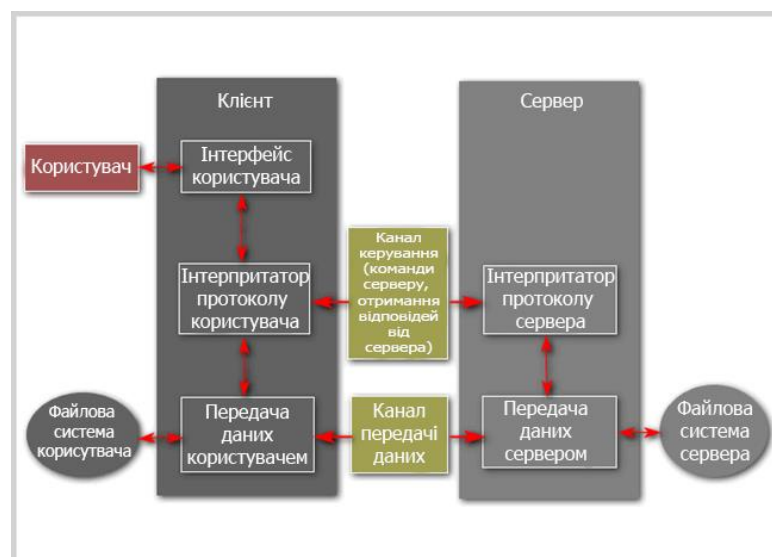 Клієнт
Сервер
Користувач
Інтерфейс
користувача
Канал
керування
(команди
серверу,
отримання
відповідей
від
сервера)
Інтерпритатор
протоколу
користувача
Інтерпритатор
протоколу
сервера
Файлова
система
корисутвача
Передача
даних
користувачем
Канал
передачі
даних
Передача
даних
сервером
Файлова
система
сервера